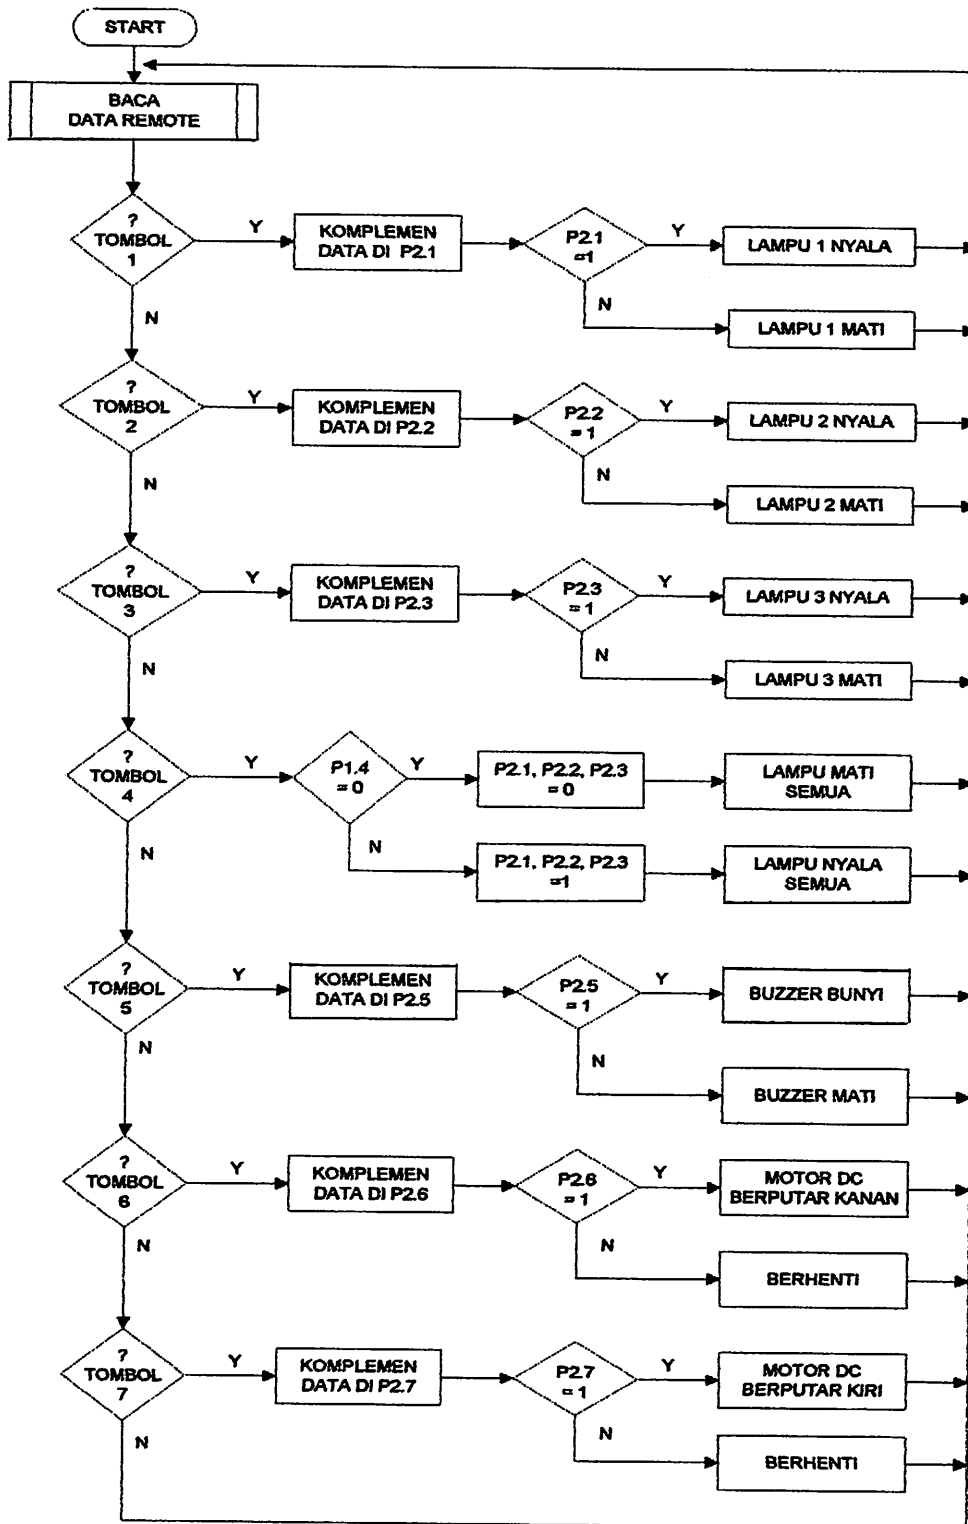 START
BACA
DATA REMOTE
?
TOMBOL
1
Y
KOMPLEMEN
DATA DI P2.1
P2.1
=1
Y
LAMPU 1 NYALA
N
N
LAMPU 1 MATI
?
TOMBOL
2
Y
KOMPLEMEN
DATA DI P2.2
P2.2
= 1
Y
LAMPU 2 NYALA
N
N
LAMPU 2 MATI
?
TOMBOL
3
Y
KOMPLEMEN
DATA DI P2.3
P2.3
= 1
Y
LAMPU 3 NYALA
N
N
LAMPU 3 MATI
?
TOMBOL
4
Y
P1.4
= 0
Y
P2.1, P2.2, P2.3
= 0
LAMPU MATI
SEMUA
N
N
P2.1, P2.2, P2.3
=1
LAMPU NYALA
SEMUA
?
TOMBOL
5
Y
KOMPLEMEN
DATA DI P2.5
P2.5
= 1
Y
BUZZER BUNYI
N
N
BUZZER MATI
?
TOMBOL
6
Y
KOMPLEMEN
DATA DI P2.6
P2.6
= 1
Y
MOTOR DC
BERPUTAR KANAN
N
N
BERHENTI
?
TOMBOL
7
Y
KOMPLEMEN
DATA DI P2.7
P2.7
= 1
Y
MOTOR DC
BERPUTAR KIRI
N
N
BERHENTI